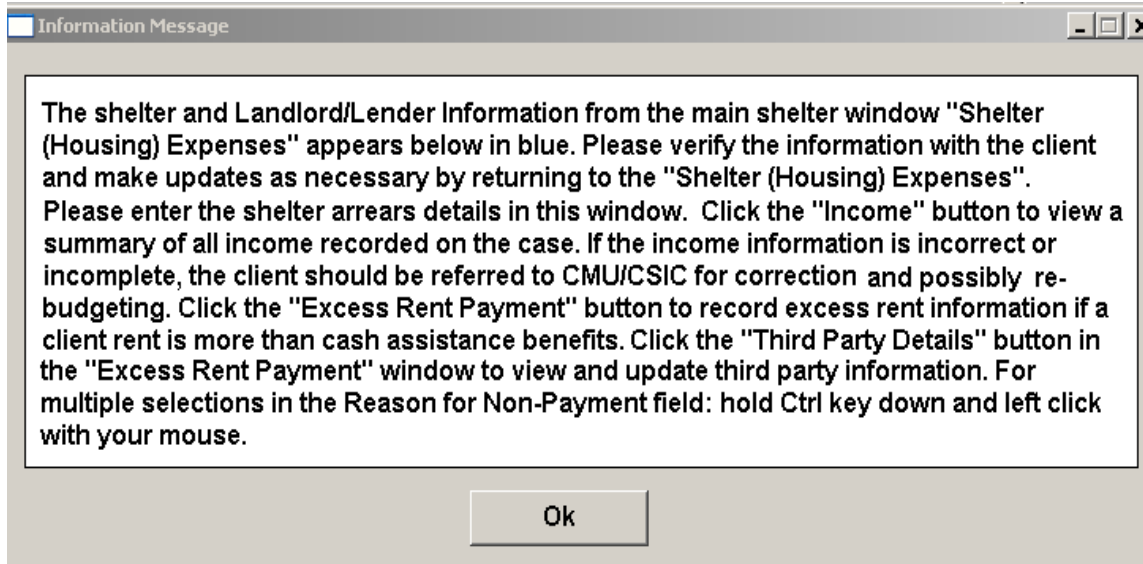 Information Message
The shelter and Landlord/Lender Information from the main shelter window "Shelter
(Housing) Expenses" appears below in blue. Please verify the information with the client
and make updates as necessary by returning to the "Shelter (Housing) Expenses".
Please enter the shelter arrears details in this window. Click the "Income" button to view a
summary of all income recorded on the case. If the income information is incorrect or
incomplete, the client should be referred to CMU/CSIC for correction and possibly re-
budgeting. Click the "Excess Rent Payment" button to record excess rent information if a
client rent is more than cash assistance benefits. Click the "Third Party Details" button in
the "Excess Rent Payment" window to view and update third party information. For
multiple selections in the Reason for Non-Payment field: hold Ctrl key down and left click
with your mouse.
Ok